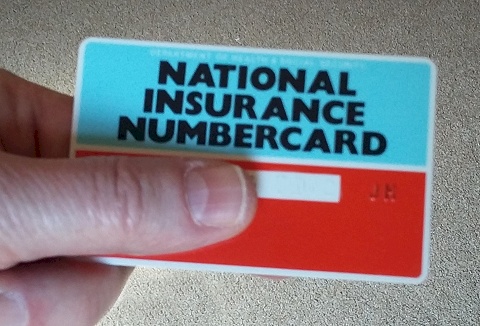 DEPARTMENT OF HEALTH & SOCIAL SECURITY
NATIONAL
INSURANCE
NUMBERCARD